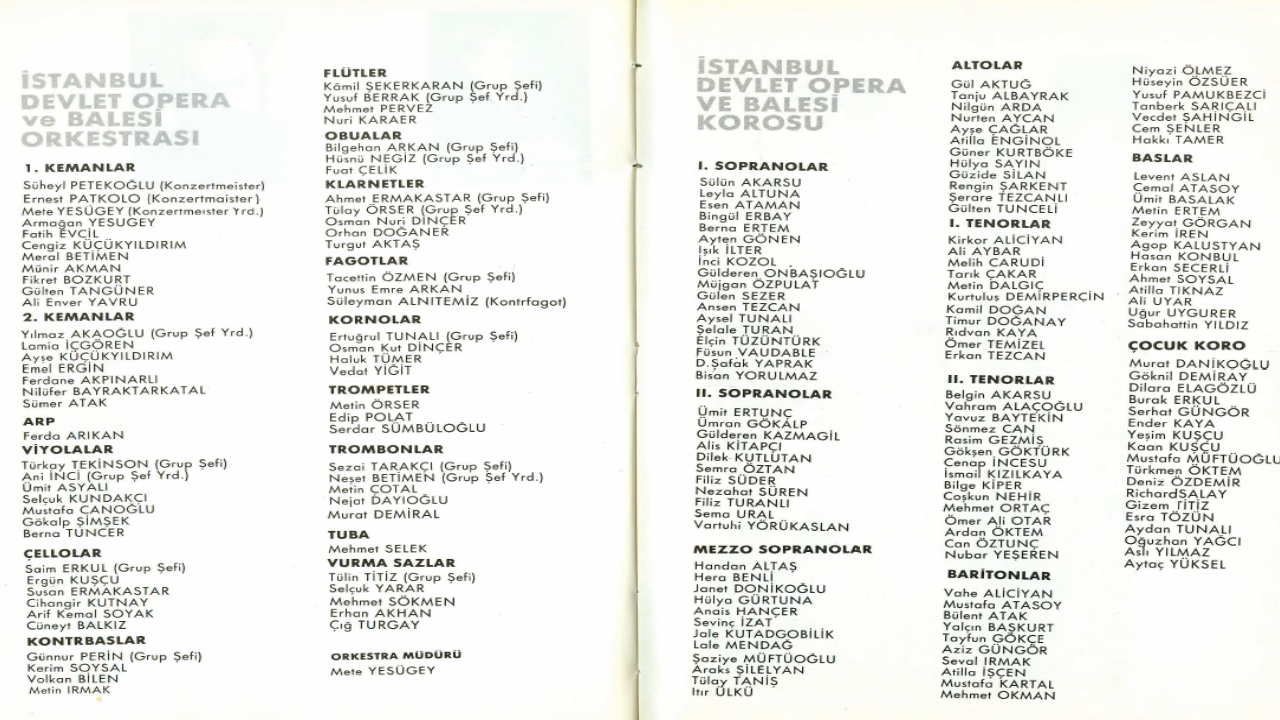 İSTANBUL
DEVLET OPERA
ve BALESİ
ORKESTRASI
1. KEMANLAR
Süheyl PETEKOĞLU (Konzertmeister)
Ernest PATKOLO (Konzertmaister)
Mete YESÜGEY (Konzertmeister Yrd.)
Armağan YESUGEY
Fatih EVCİL
Cengiz KÜÇÜKYILDIRIM
Meral BETİMEN
Münir AKMAN
Fikret BOZKURT
Gülten TANGÜNER
Ali Enver YAVRU
2. KEMANLAR
Yılmaz AKAOĞLU (Grup Şef Yrd.)
Lamia İÇGÖREN
Ayşe KÜÇÜKYILDIRIM
Emel ERGİN
Ferdane AKPINARLI
Nilüfer BAYRAKTARKATAL
Sümer ATAK
ARP
Ferda ARIKAN
VİYOLALAR
Türkay TEKİNSON (Grup Şefi)
Ani İNCİ (Grup Şef Yrd.)
Ümit ASYALI
Selçuk KUNDAKÇI
Mustafa CANOĞLU
Gökalp ŞİMŞEK
Berna TUNCER
ÇELLOLAR
Saim ERKUL (Grup Şefi)
Ergün KUŞÇU
Susan ERMAKASTAR
Cihangir KUTNAY
Arif Kemal SOYAK
Cüneyt BALKIZ
KONTRBASLAR
Günnur PERİN (Grup Şefi)
Kerim SOYSAL
Volkan BİLEN
Metin IRMAK
FLÜTLER
Kâmil ŞEKERKARAN (Grup Şefi)
Yusuf BERRAK (Grup Şef Yrd.)
Mehmet PERVEZ
Nuri KARAER
OBUALAR
Bilgehan ARKAN (Grup Şefi)
Hüsnü NEGİZ (Grup Şef Yrd.)
Fuat ÇELİK
KLARNETLER
Ahmet ERMAKASTAR (Grup Şefi)
Tülay ÖRSER (Grup Şef Yrd.)
Osman Nuri DİNÇER
Orhan DOĞANER
Turgut AKTAŞ
FAGOTLAR
Tacettin ÖZMEN (Grup Şefi)
Yunus Emre ARKAN
Süleyman ALNITEMİZ (Kontrfagot)
KORNOLAR
Ertuğrul TUNALI (Grup Şefi)
Osman Kut DİNÇER
Haluk TÜMER
Vedat YİĞİT
TROMPETLER
Metin ÖRSER
Edip POLAT
Serdar SÜMBÜLOĞLU
TROMBONLAR
Sezai TARAKÇI (Grup Şefi)
Neşet BETİMEN (Grup Şef Yrd.)
Metin ÇOTAL
Nejat DAYIOĞLU
Murat DEMİRAL
TUBA
Mehmet SELEK
VURMA SAZLAR
Tülin TİTİZ (Grup Şefi)
Selçuk YARAR
Mehmet SÖKMEN
Erhan AKHAN
Çığ TURGAY
ORKESTRA MÜDÜRÜ
Mete YESÜGEY
İSTANBUL
DEVLET OPERA
VE BALESİ
KOROSU
I. SOPRANOLAR
Sülün AKARSU
Leyla ALTUNA
Esen ATAMAN
Bingül ERBAY
Berna ERTEM
Ayten GÖNEN
Işık İLTER
İnci KOZOL
Gülderen ONBAŞIOĞLU
Müjgan ÖZPULAT
Gülen SEZER
Ansen TEZCAN
Aysel TUNALI
Şelale TURAN
Elçin TÜZÜNTÜRK
Füsun VAUDABLE
D.Şafak YAPRAK
Bisan YORULMAZ
II. SOPRANOLAR
Ümit ERTUNÇ
Ümran GÖKALP
Gülderen KAZMAGİL
Alis KİTAPÇI
Dilek KUTLUTAN
Semra ÖZTAN
Filiz SÜDER
Nezahat SÜREN
Filiz TURANLI
Sema URAL
Vartuhi YÖRÜKASLAN
MEZZO SOPRANOLAR
Handan ALTAŞ
Hera BENLİ
Janet DONİKOĞLU
Hülya GÜRTUNA
Anais HANÇER
Sevinç İZAT
Jale KUTADGOBİLİK
Lale MENDAĞ
Şaziye MÜFTÜOĞLU
Araks ŞİLELYAN
Tülay TANİŞ
Itır ÜLKÜ
ALTOLAR
Gül AKTUĞ
Tanju ALBAYRAK
Nilgün ARDA
Nurten AYCAN
Ayşe ÇAĞLAR
Atilla ENGİNOL
Güner KURTBÖKE
Hülya SAYIN
Güzide SİLAN
Rengin ŞARKENT
Şerare TEZCANLI
Gülten TUNCELİ
I. TENORLAR
Kirkor ALİCİYAN
Ali AYBAR
Melih CARUDİ
Tarık ÇAKAR
Metin DALGIÇ
Kurtuluş DEMİRPERÇİN
Kamil DOĞAN
Timur DOĞANAY
Rıdvan KAYA
Ömer TEMİZEL
Erkan TEZCAN
II. TENORLAR
Belgin AKARSU
Vahram ALAÇOĞLU
Yavuz BAYTEKİN
Sönmez CAN
Rasim GEZMİŞ
Gökşen GÖKTÜRK
Cenap İNCESU
İsmail KIZILKAYA
Bilge KİPER
Coşkun NEHİR
Mehmet ORTAÇ
Ömer Ali OTAR
Ardan ÖKTEM
Can ÖZTUNÇ
Nubar YEŞEREN
BARİTONLAR
Vahe ALİCİYAN
Mustafa ATASOY
Bülent ATAK
Yalçın BAŞKURT
Tayfun GÖKÇE
Aziz GÜNGÖR
Seval IRMAK
Atilla İŞÇEN
Mustafa KARTAL
Mehmet OKMAN
Niyazi ÖLMEZ
Hüseyin ÖZSÜER
Yusuf PAMUKBEZCİ
Tanberk SARIÇALI
Vecdet ŞAHİNGİL
Cem ŞENLER
Hakkı TAMER
BASLAR
Levent ASLAN
Cemal ATASOY
Ümit BASALAK
Metin ERTEM
Zeyyat GÖRGAN
Kerim İREN
Agop KALUSTYAN
Hasan KONBUL
Erkan SECERLİ
Ahmet SOYSAL
Atilla TIKNAZ
Ali UYAR
Uğur UYGURER
Sabahattin YILDIZ
ÇOCUK KORO
Murat DANİKOĞLU
Göknil DEMİRAY
Dilara ELAGÖZLÜ
Burak ERKUL
Serhat GÜNGÖR
Ender KAYA
Yeşim KUŞÇU
Kaan KUŞÇU
Mustafa MÜFTÜOĞLU
Türkmen ÖKTEM
Deniz ÖZDEMİR
RichardSALAY
Gizem TİTİZ
Esra TÖZÜN
Aydan TUNALI
Oğuzhan YAĞCI
Aslı YILMAZ
Aytaç YÜKSEL